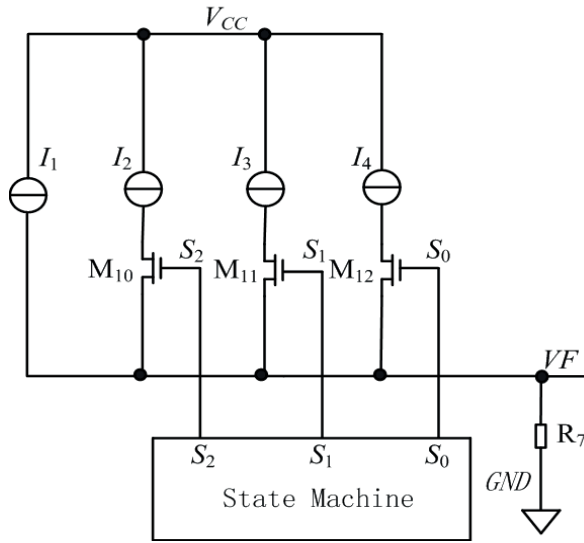 VCC
I1
I2
I3
I4
S2
S1
S0
M10
M11
M12
VF
R7
S2
S1
S0
GND
State Machine